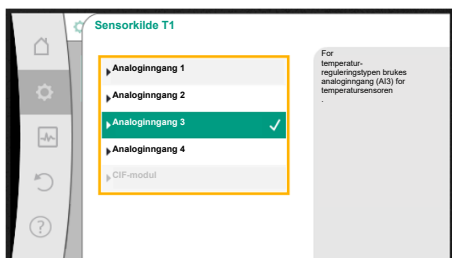 Sensorkilde T1
Analoginngang 1
Analoginngang 2
Analoginngang 3
Analoginngang 4
CIF-modul
For
temperatur-
reguleringstypen brukes
analoginngang (AI3) for
temperatursensoren
.